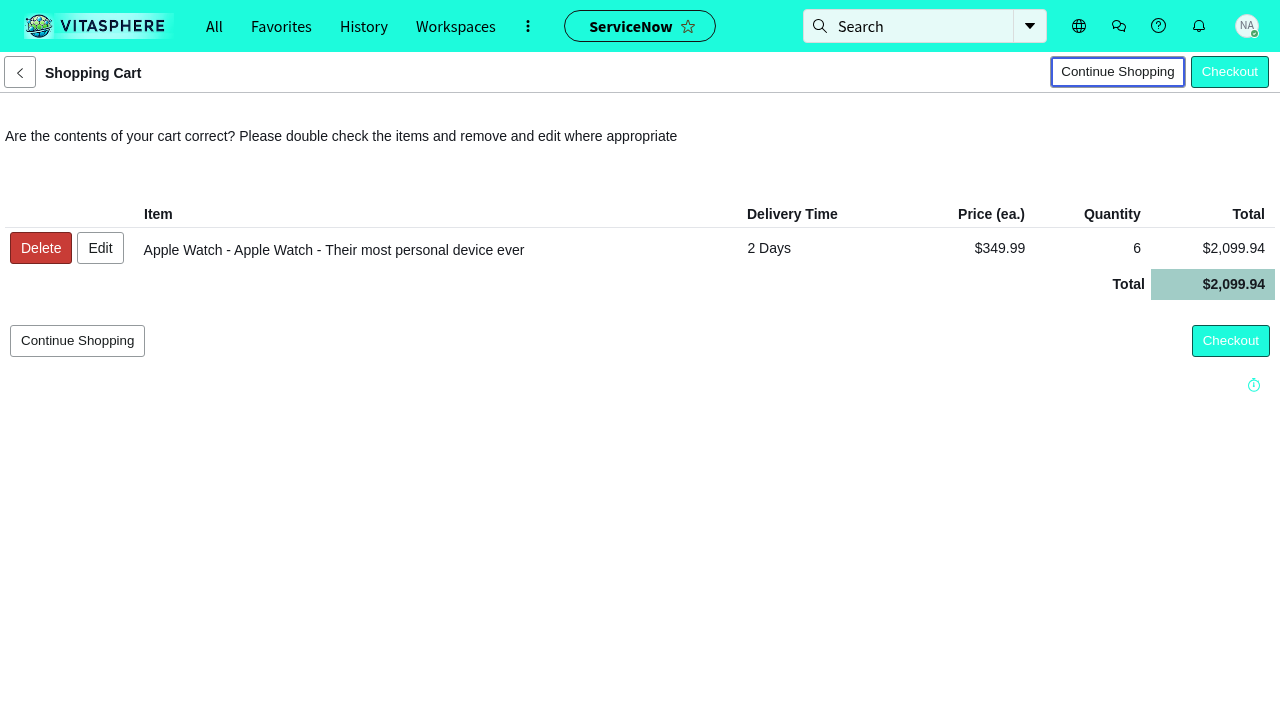 VITASPHERE All Favorites History Workspaces ServiceNow Search NA
Shopping Cart Continue Shopping Checkout
Are the contents of your cart correct? Please double check the items and remove and edit where appropriate
Item Delivery Time Price (ea.) Quantity Total
Delete Edit Apple Watch - Apple Watch - Their most personal device ever 2 Days $349.99 6 $2,099.94
Total $2,099.94
Continue Shopping Checkout